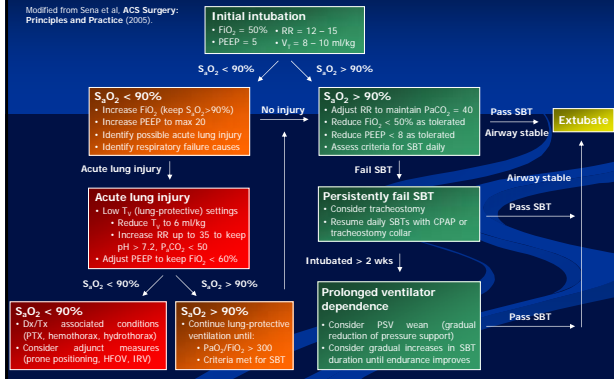 Modified from Sena et al, ACS Surgery:
Principles and Practice (2005).
Initial intubation
• FiO₂ = 50% • RR = 12 – 15
• PEEP = 5 • V_T = 8 – 10 ml/kg
SₐO₂ < 90%
SₐO₂ > 90%
SₐO₂ < 90%
• Increase FiO₂ (keep SₐO₂>90%)
• Increase PEEP to max 20
• Identify possible acute lung injury
• Identify respiratory failure causes
No injury
SₐO₂ > 90%
• Adjust RR to maintain PaCO₂ = 40
• Reduce FiO₂ < 50% as tolerated
• Reduce PEEP < 8 as tolerated
• Assess criteria for SBT daily
Pass SBT
Airway stable
Extubate
Acute lung injury
Fail SBT
Airway stable
Acute lung injury
• Low T_V (lung-protective) settings
• Reduce T_V to 6 ml/kg
• Increase RR up to 35 to keep
pH > 7.2, PₐCO₂ < 50
• Adjust PEEP to keep FiO₂ < 60%
Persistently fail SBT
• Consider tracheostomy
• Resume daily SBTs with CPAP or
tracheostomy collar
Pass SBT
SₐO₂ < 90%
SₐO₂ > 90%
Intubated > 2 wks
SₐO₂ < 90%
• Dx/Tx associated conditions
(PTX, hemothorax, hydrothorax)
• Consider adjunct measures
(prone positioning, HFOV, IRV)
SₐO₂ > 90%
• Continue lung-protective
ventilation until:
• PaO₂/FiO₂ > 300
• Criteria met for SBT
Prolonged ventilator
dependence
• Consider PSV wean (gradual
reduction of pressure support)
• Consider gradual increases in SBT
duration until endurance improves
Pass SBT